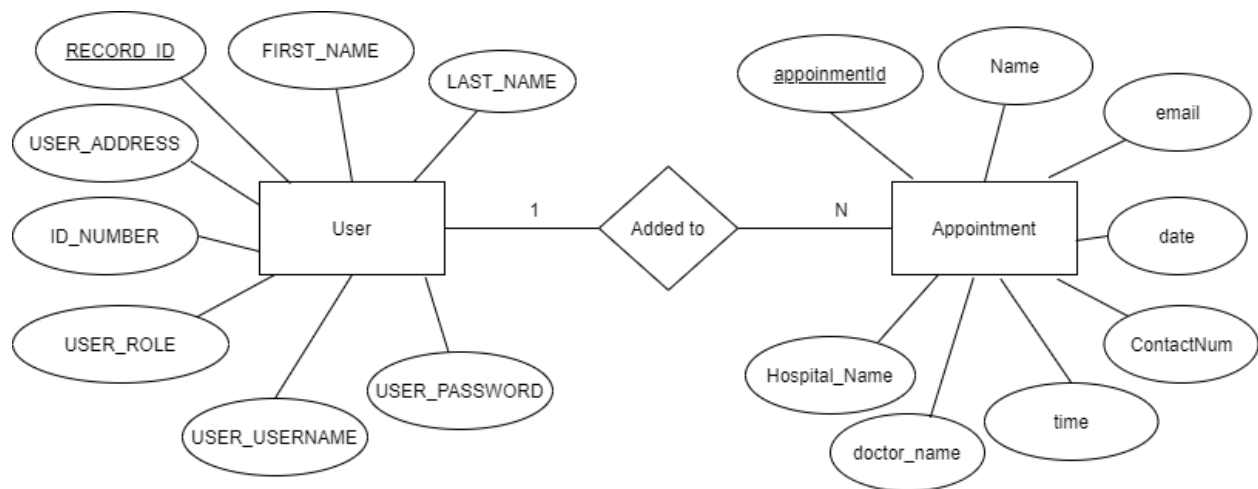 RECORD_ID
FIRST_NAME
LAST_NAME
USER_ADDRESS
ID_NUMBER
USER_ROLE
USER_USERNAME
USER_PASSWORD
User
1
Added to
N
Appointment
appoinmentId
Name
email
date
ContactNum
time
doctor_name
Hospital_Name